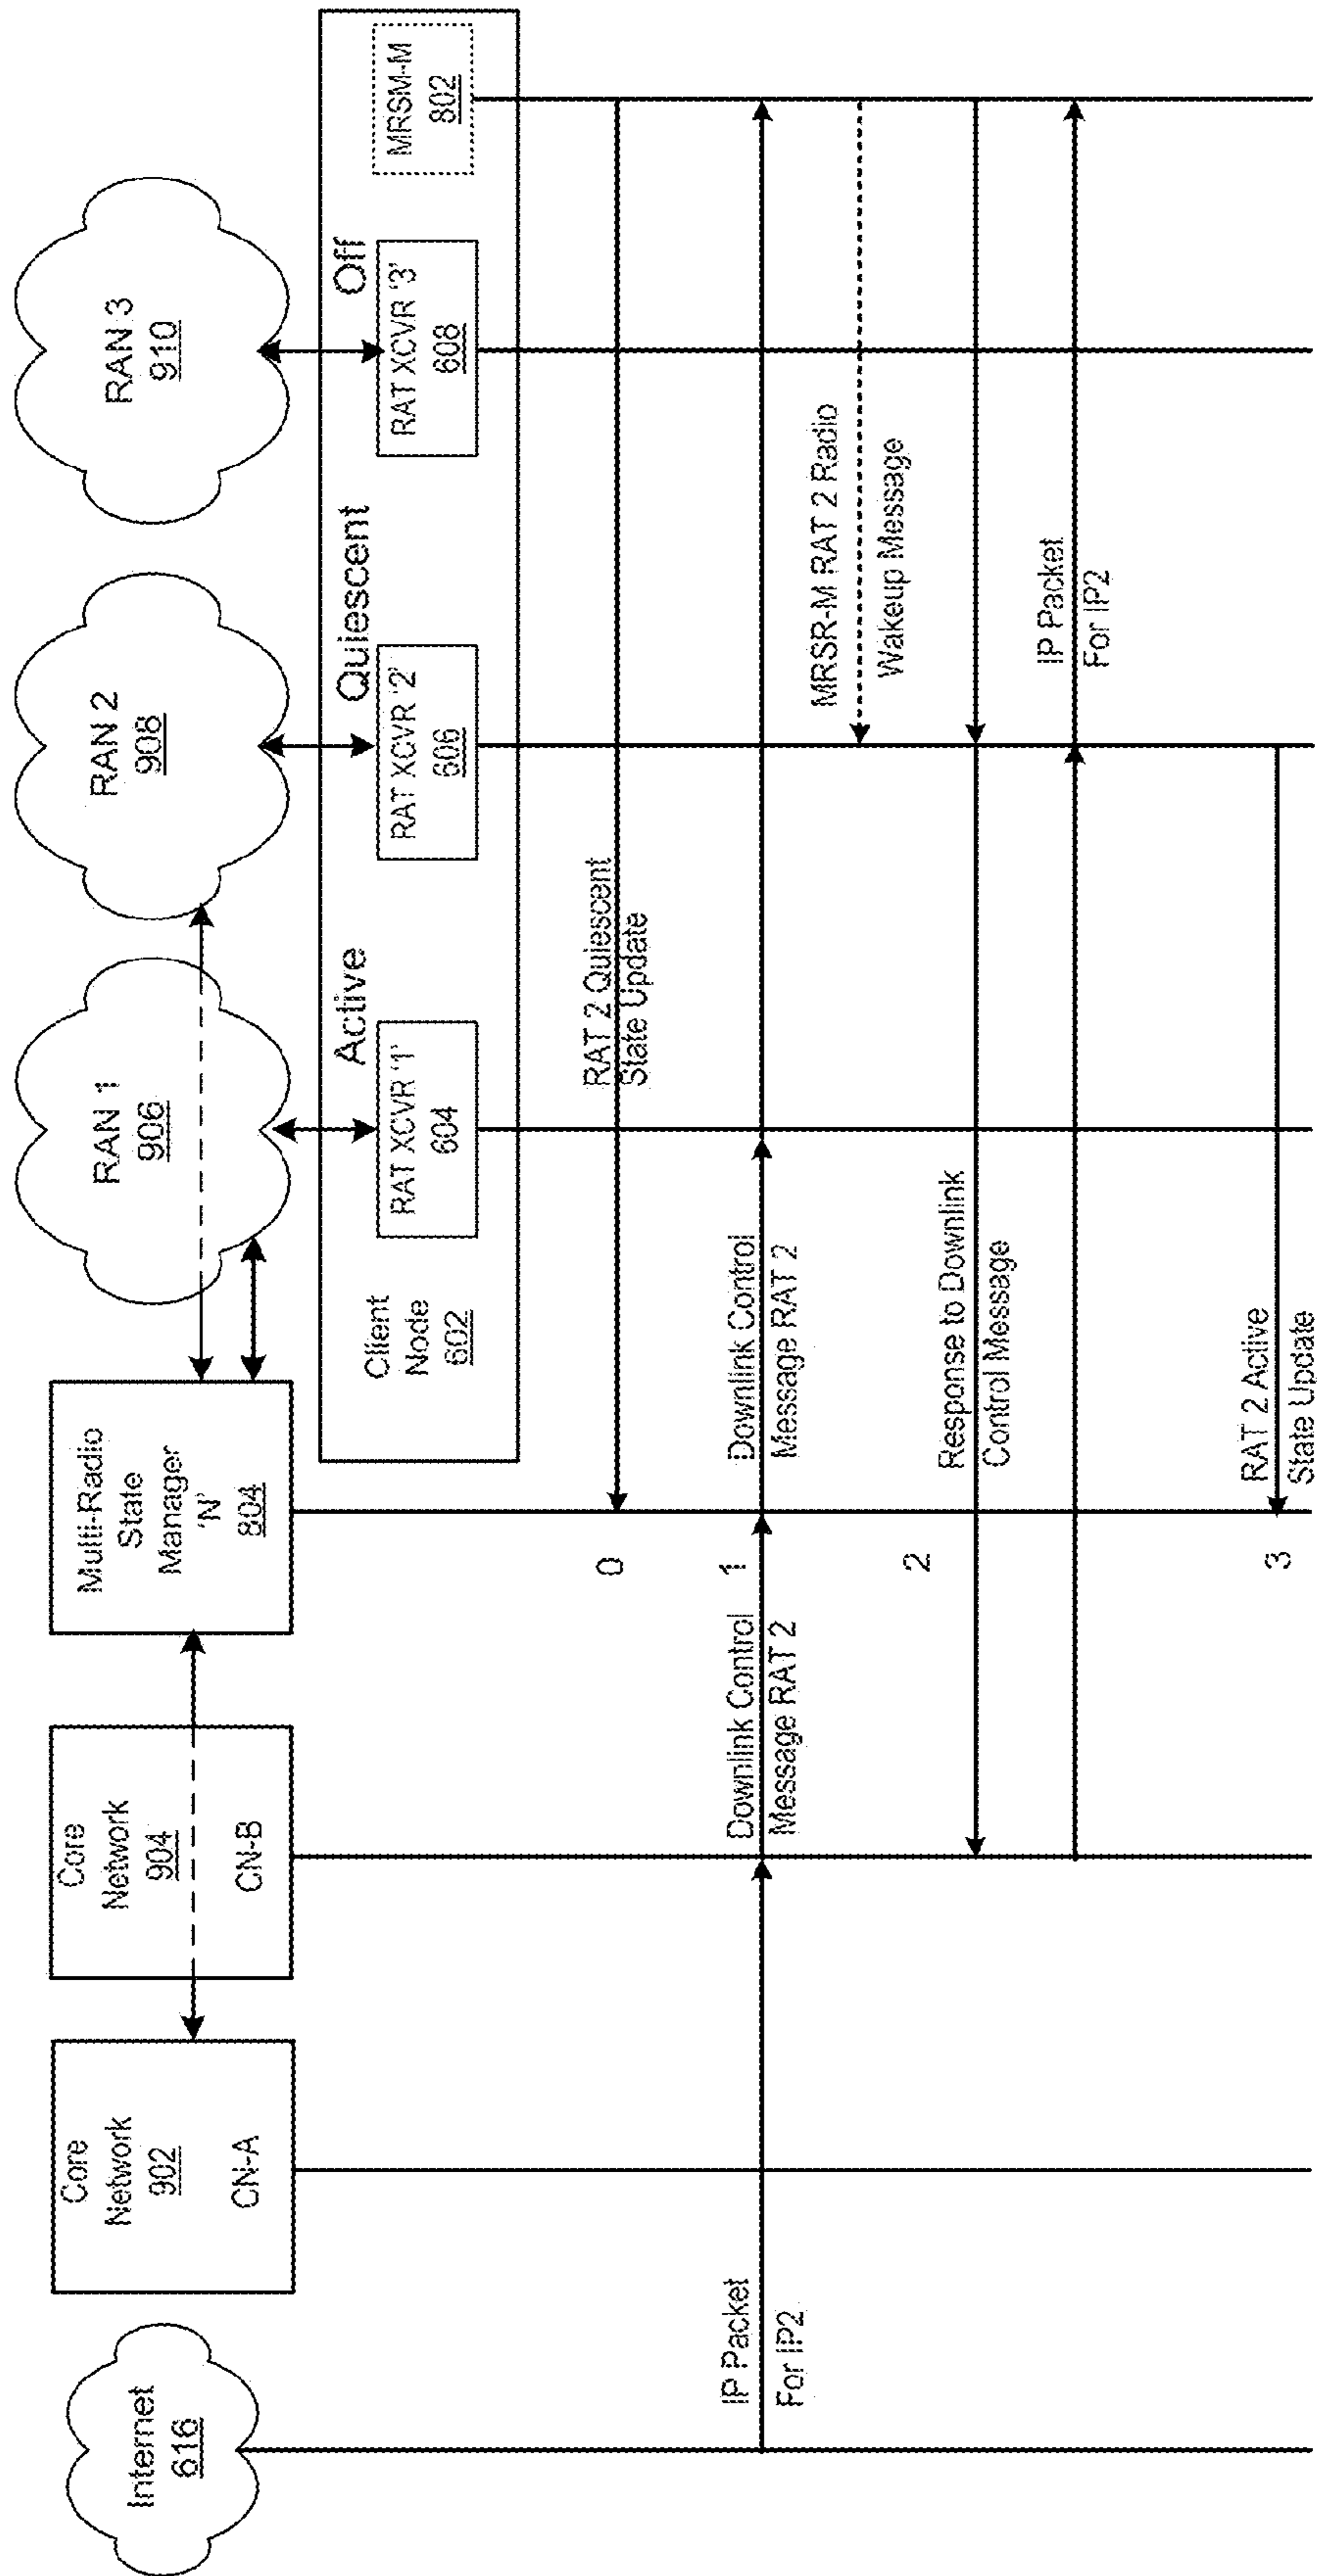 Internet
616
Core
Network
902
CN-A
Core
Network
904
CN-B
Multi-Radio
State
Manager
'N'
804
RAN 1
906
RAN 2
908
RAN 3
910
Client
Node
602
Active
RAT XCVR '1'
604
Quiescent
RAT XCVR '2'
606
Off
RAT XCVR '3'
608
MRSM-M
802
0
RAT 2 Quiescent
State Update
IP Packet
For IP2
Downlink Control
Message RAT 2
1
Downlink Control
Message RAT 2
MRSR-M RAT 2 Radio
Wakeup Message
2
Response to Downlink
Control Message
IP Packet
For IP2
3
RAT 2 Active
State Update